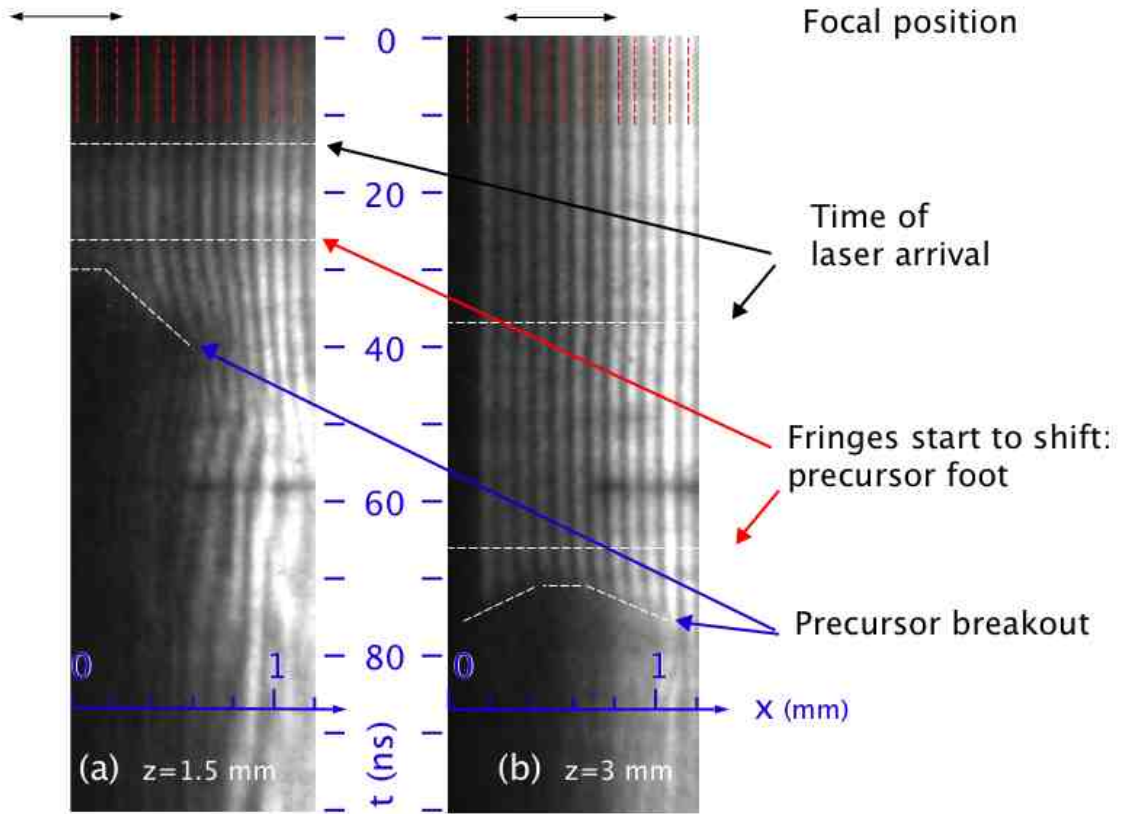 Focal position
0
20
Time of
laser arrival
40
Fringes start to shift:
precursor foot
60
Precursor breakout
80
0
1
0
1
x (mm)
t (ns)
(a) z=1.5 mm
(b) z=3 mm